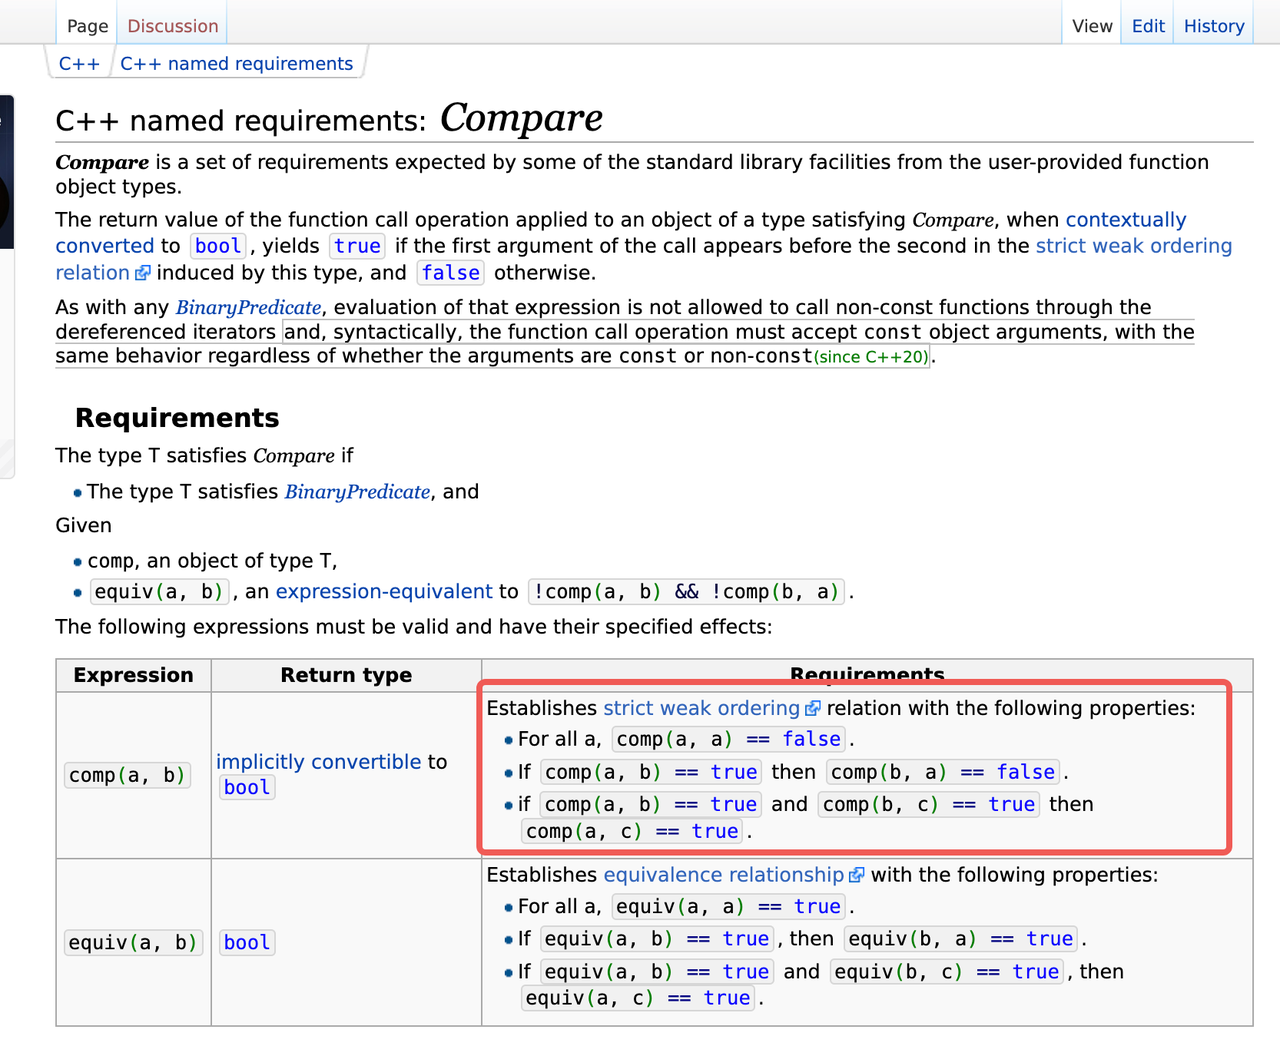 Page Discussion View Edit History
C++ C++ named requirements
C++ named requirements: Compare
Compare is a set of requirements expected by some of the standard library facilities from the user-provided function
object types.
The return value of the function call operation applied to an object of a type satisfying Compare, when contextually
converted to bool, yields true if the first argument of the call appears before the second in the strict weak ordering
relation induced by this type, and false otherwise.
As with any BinaryPredicate, evaluation of that expression is not allowed to call non-const functions through the
dereferenced iterators and, syntactically, the function call operation must accept const object arguments, with the
same behavior regardless of whether the arguments are const or non-const(since C++20).
Requirements
The type T satisfies Compare if
• The type T satisfies BinaryPredicate, and
Given
• comp, an object of type T,
• equiv(a, b), an expression-equivalent to !comp(a, b) && !comp(b, a).
The following expressions must be valid and have their specified effects:
Expression Return type Requirements
comp(a, b)
implicitly convertible to
bool
Establishes strict weak ordering relation with the following properties:
• For all a, comp(a, a) == false.
• If comp(a, b) == true then comp(b, a) == false.
• if comp(a, b) == true and comp(b, c) == true then
comp(a, c) == true.
equiv(a, b)
bool
Establishes equivalence relationship with the following properties:
• For all a, equiv(a, a) == true.
• If equiv(a, b) == true, then equiv(b, a) == true.
• If equiv(a, b) == true and equiv(b, c) == true, then
equiv(a, c) == true.